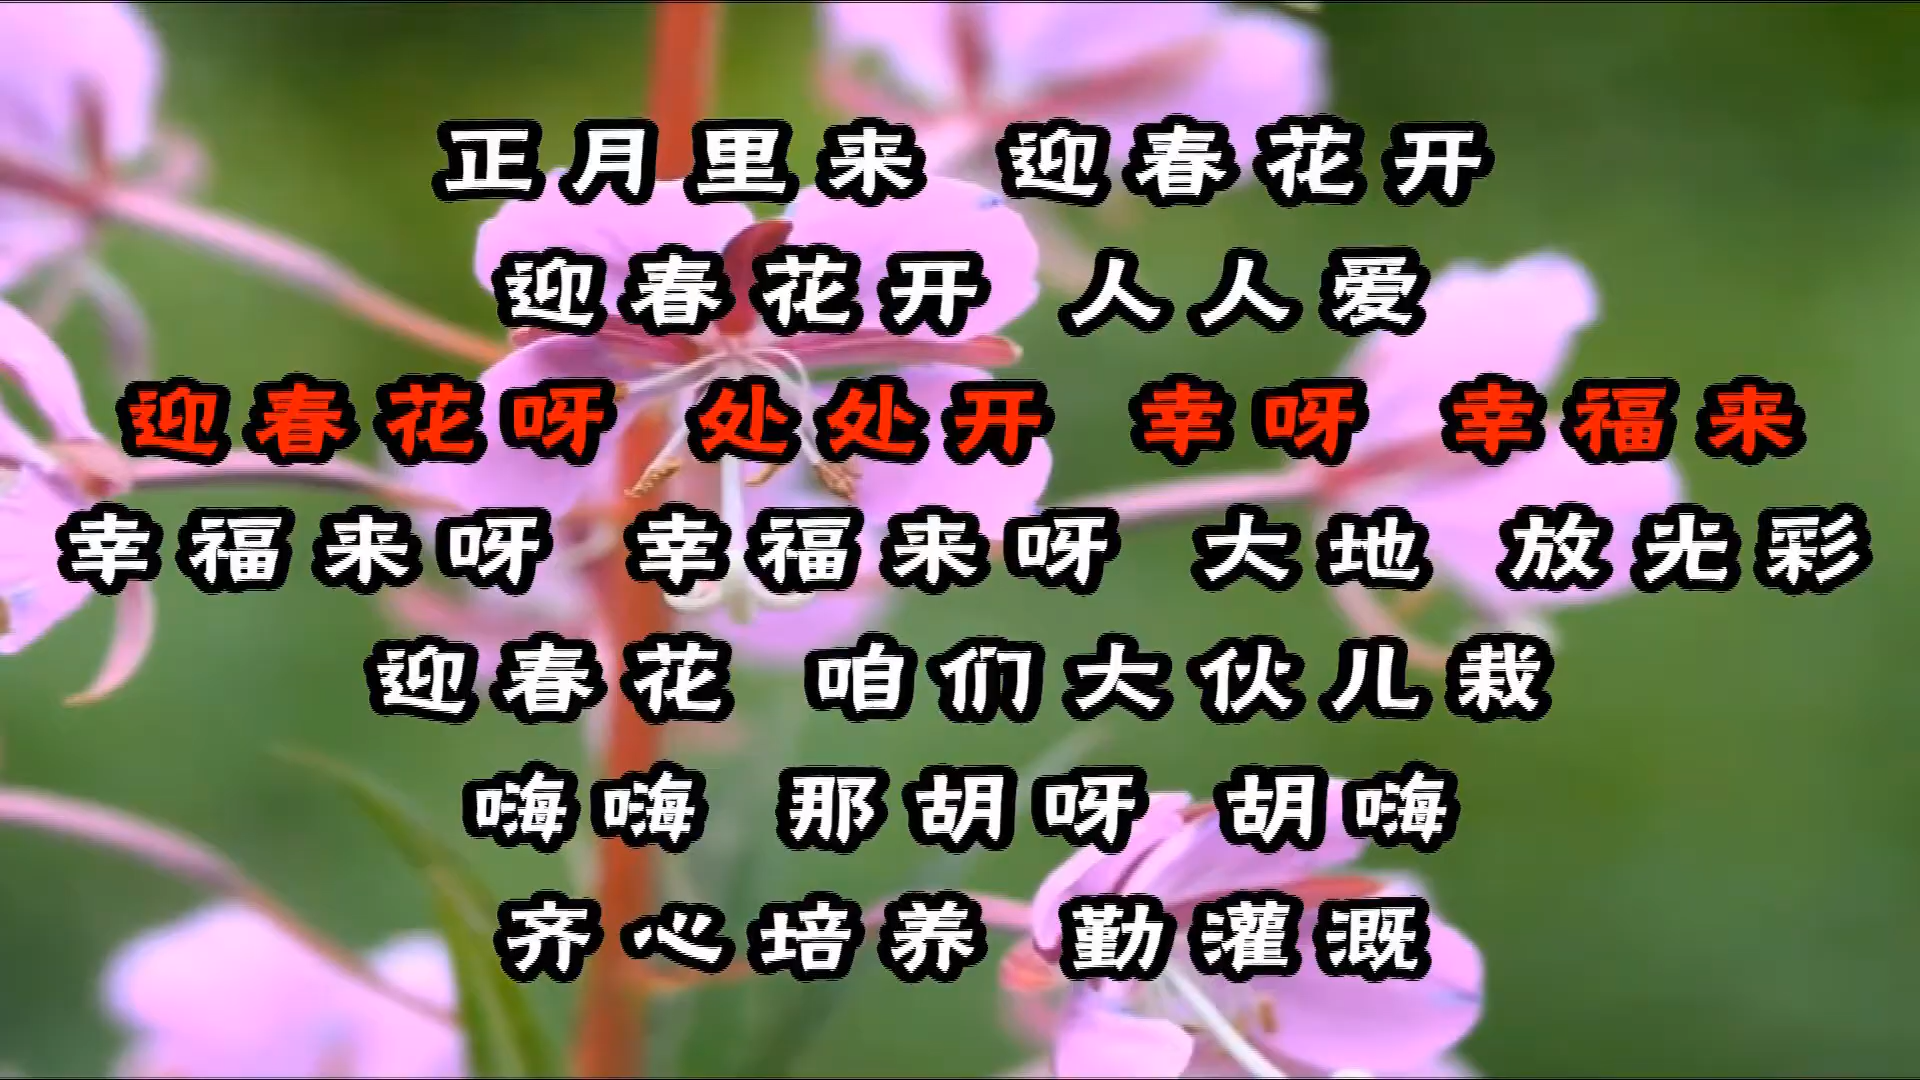 正月里来 迎春花开
迎春花开 人人爱
迎春花呀 处处开 幸呀 幸福来
幸福来呀 幸福来呀 大地 放光彩
迎春花 咱们大伙儿栽
嗨嗨 那胡呀 胡嗨
齐心培养 勤灌溉